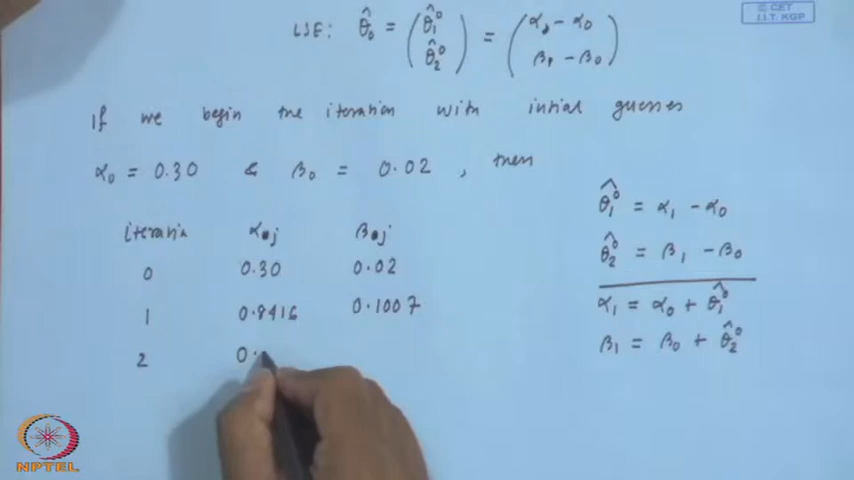 © CET
I.I.T. KGP
LSE: θ̂₀ = (θ̂₁⁰ θ̂₂⁰) = (α₁ - α₀ β₁ - β₀)
If we begin the iteration with initial guesses
α₀ = 0.30 & β₀ = 0.02, then
iteration αⱼ βⱼ
0 0.30 0.02
1 0.8416 0.1007
2 0.
θ̂₁⁰ = α₁ - α₀
θ̂₂⁰ = β₁ - β₀
α₁ = α₀ + θ̂₁⁰
β₁ = β₀ + θ̂₂⁰
NPTEL